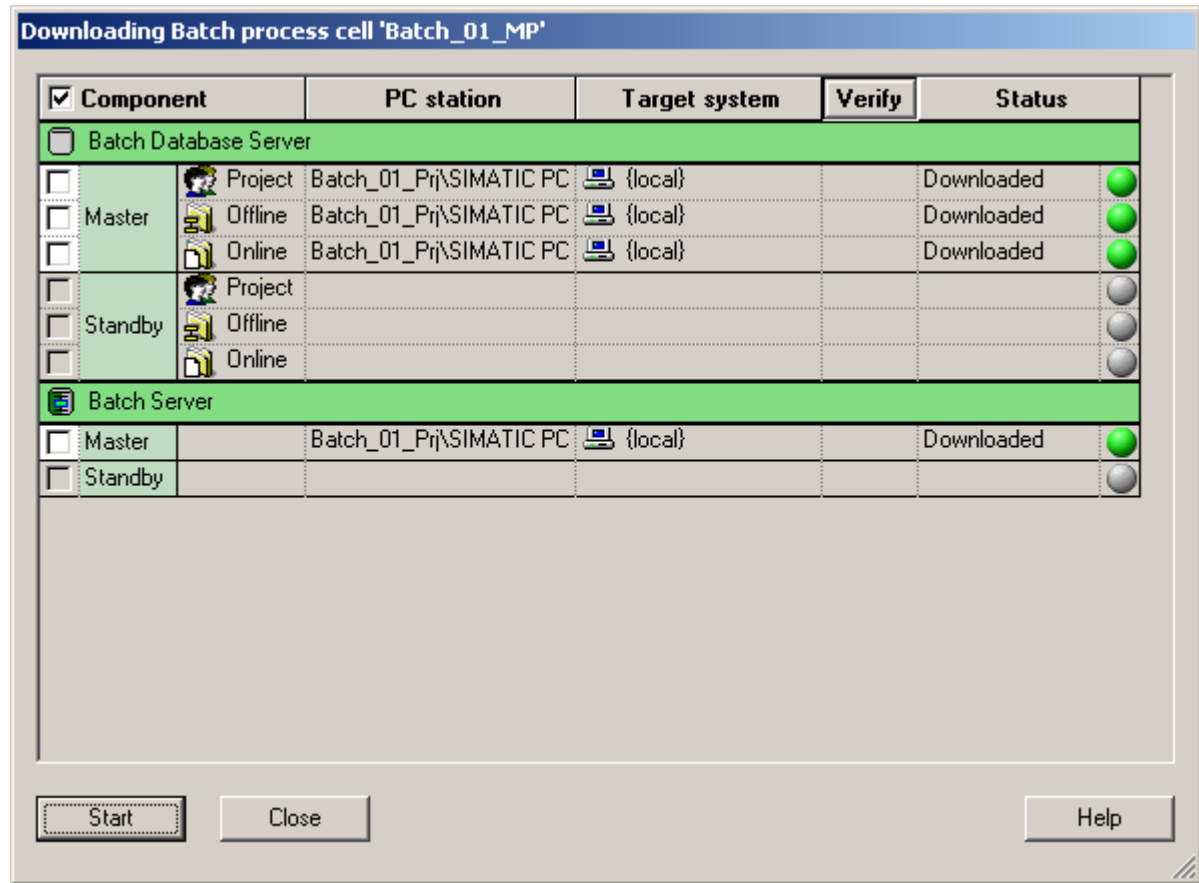 Downloading Batch process cell 'Batch_01_MP'
Component PC station Target system Verify Status
Batch Database Server
Project Batch_01_Prj\SIMATIC PC {local} Downloaded
Master Offline Batch_01_Prj\SIMATIC PC {local} Downloaded
Online Batch_01_Prj\SIMATIC PC {local} Downloaded
Project
Standby Offline
Online
Batch Server
Master Batch_01_Prj\SIMATIC PC {local} Downloaded
Standby
Start Close Help